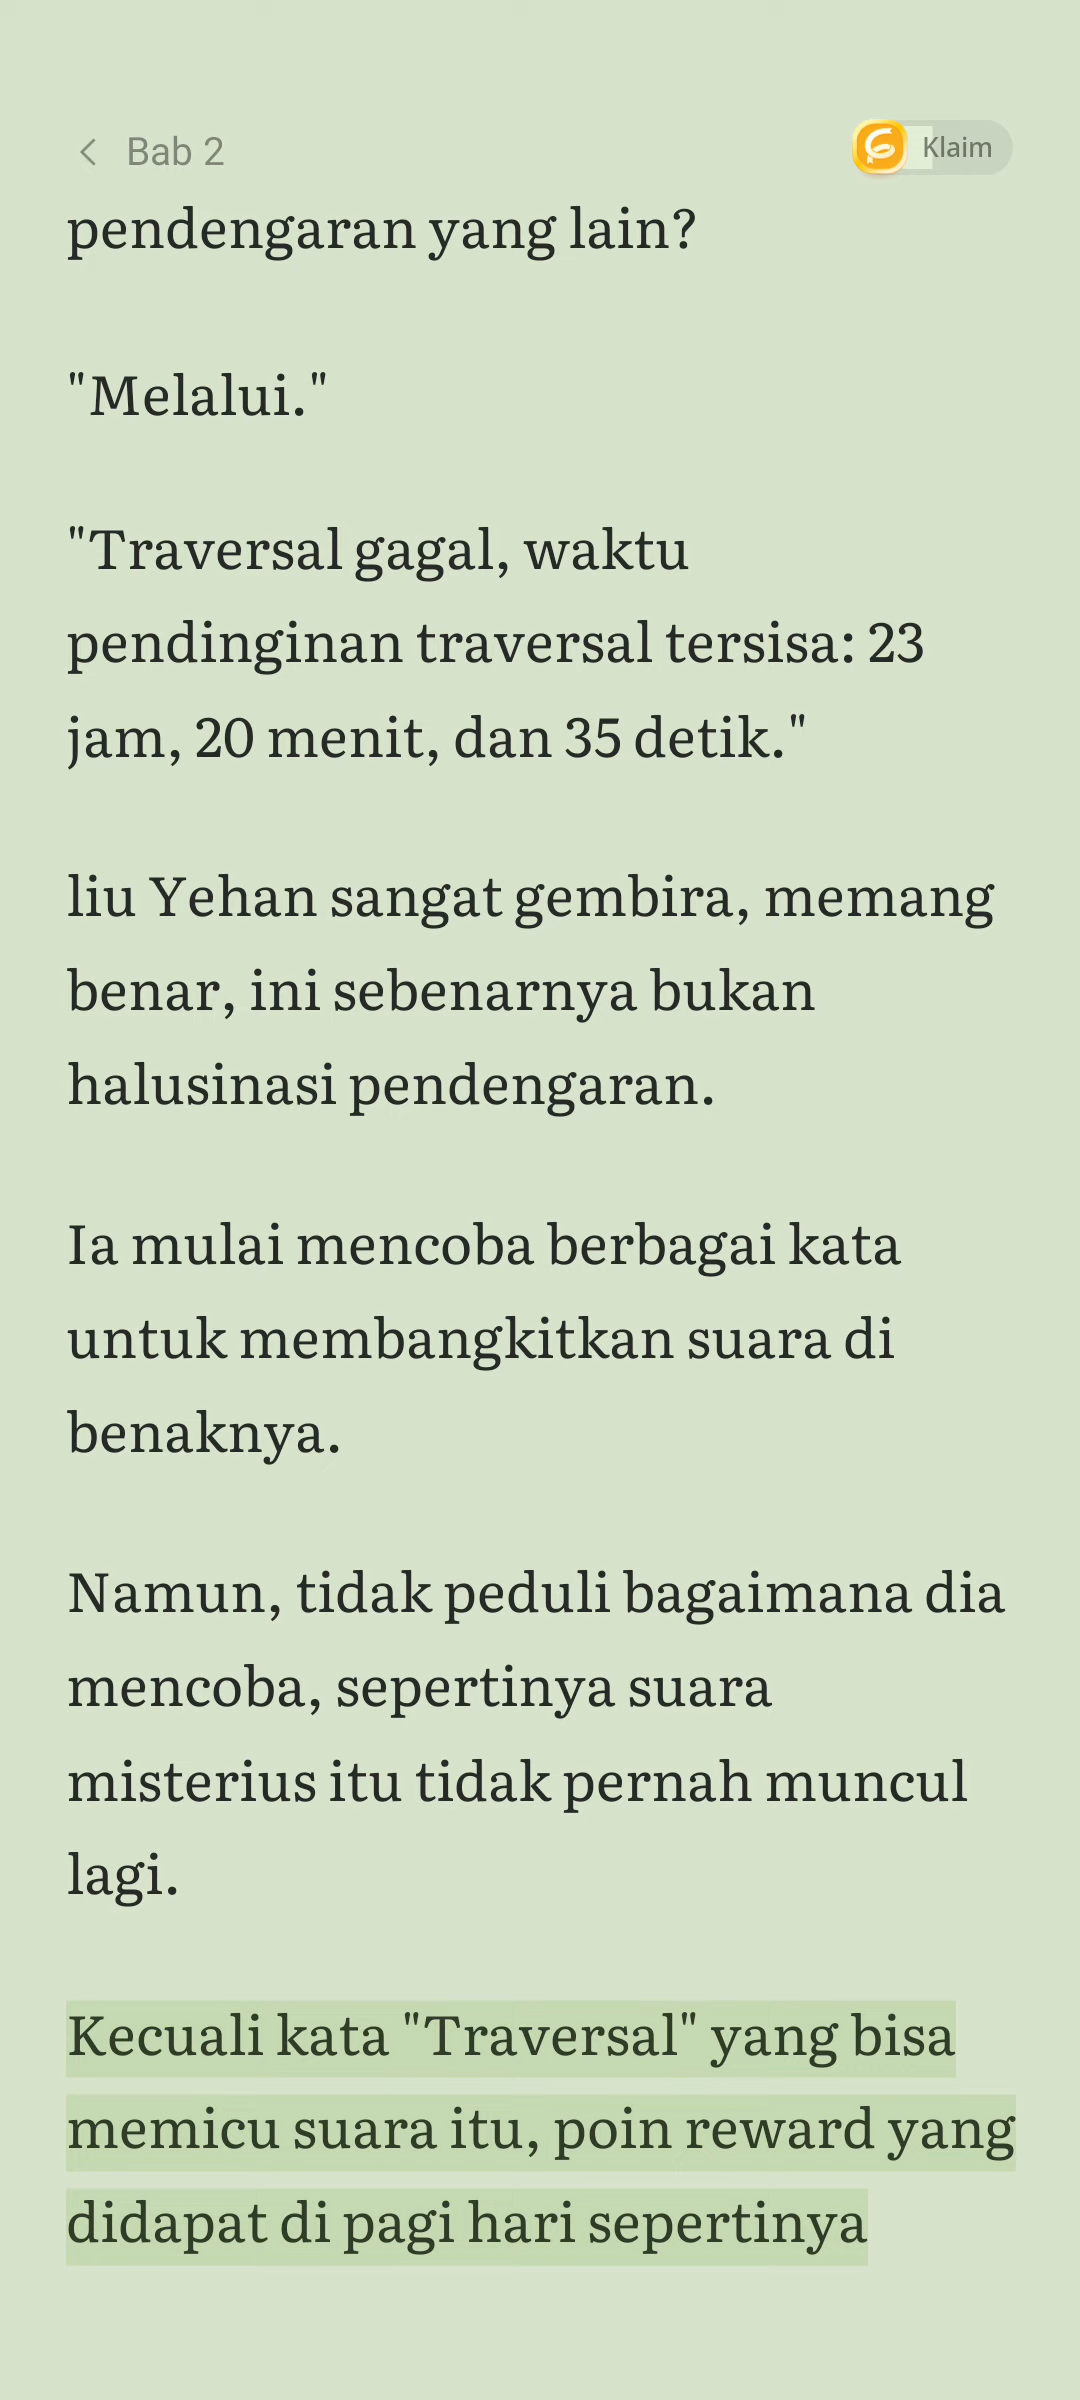 Bab 2
Klaim
pendengaran yang lain?
"Melalui."
"Traversal gagal, waktu
pendinginan traversal tersisa: 23
jam, 20 menit, dan 35 detik."
liu Yehan sangat gembira, memang
benar, ini sebenarnya bukan
halusinasi pendengaran.
Ia mulai mencoba berbagai kata
untuk membangkitkan suara di
benaknya.
Namun, tidak peduli bagaimana dia
mencoba, sepertinya suara
misterius itu tidak pernah muncul
lagi.
Kecuali kata "Traversal" yang bisa
memicu suara itu, poin reward yang
didapat di pagi hari sepertinya